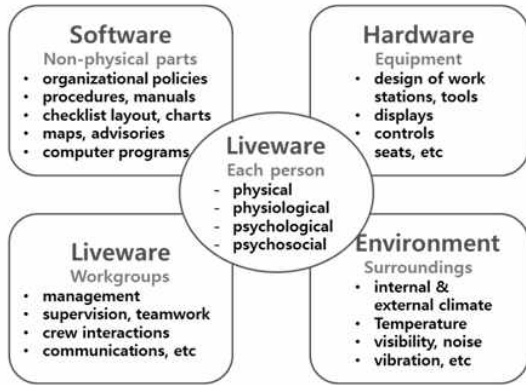 Software
Non-physical parts
• organizational policies
• procedures, manuals
• checklist layout, charts
• maps, advisories
• computer programs
Hardware
Equipment
• design of work
stations, tools
• displays
• controls
seats, etc
Liveware
Each person
- physical
- physiological
- psychological
- psychosocial
Liveware
Workgroups
• management
• supervision, teamwork
• crew interactions
• communications, etc
Environment
Surroundings
• internal &
external climate
• Temperature
• visibility, noise
• vibration, etc